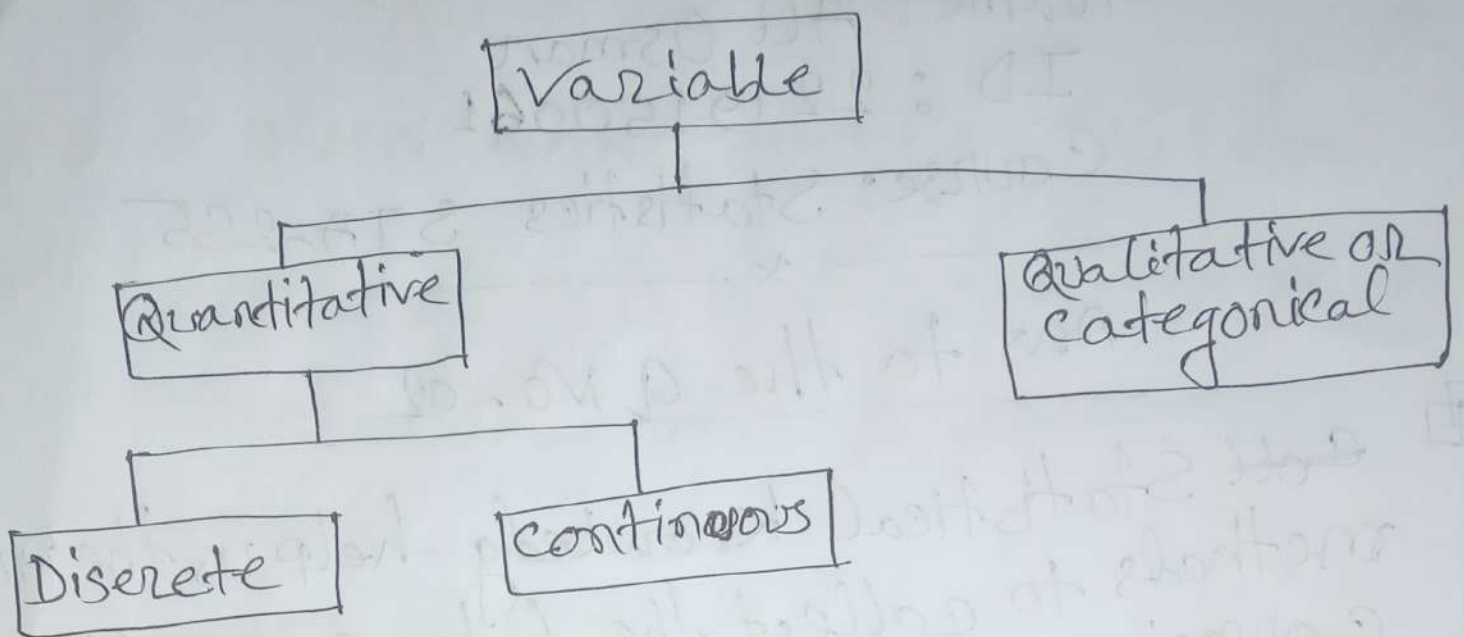 Variable
Quantitative
Qualitative or
categorical
Discrete
Continuous